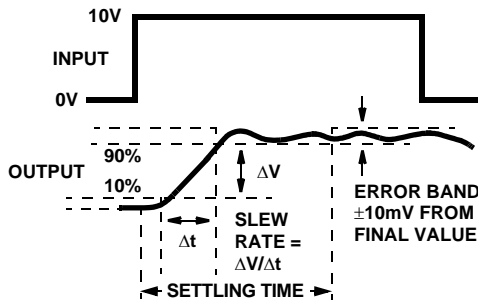 10V
INPUT
0V
90%
OUTPUT
10%
ΔV
Δt
SLEW
RATE =
ΔV/Δt
ERROR BAND
±10mV FROM
FINAL VALUE
SETTLING TIME